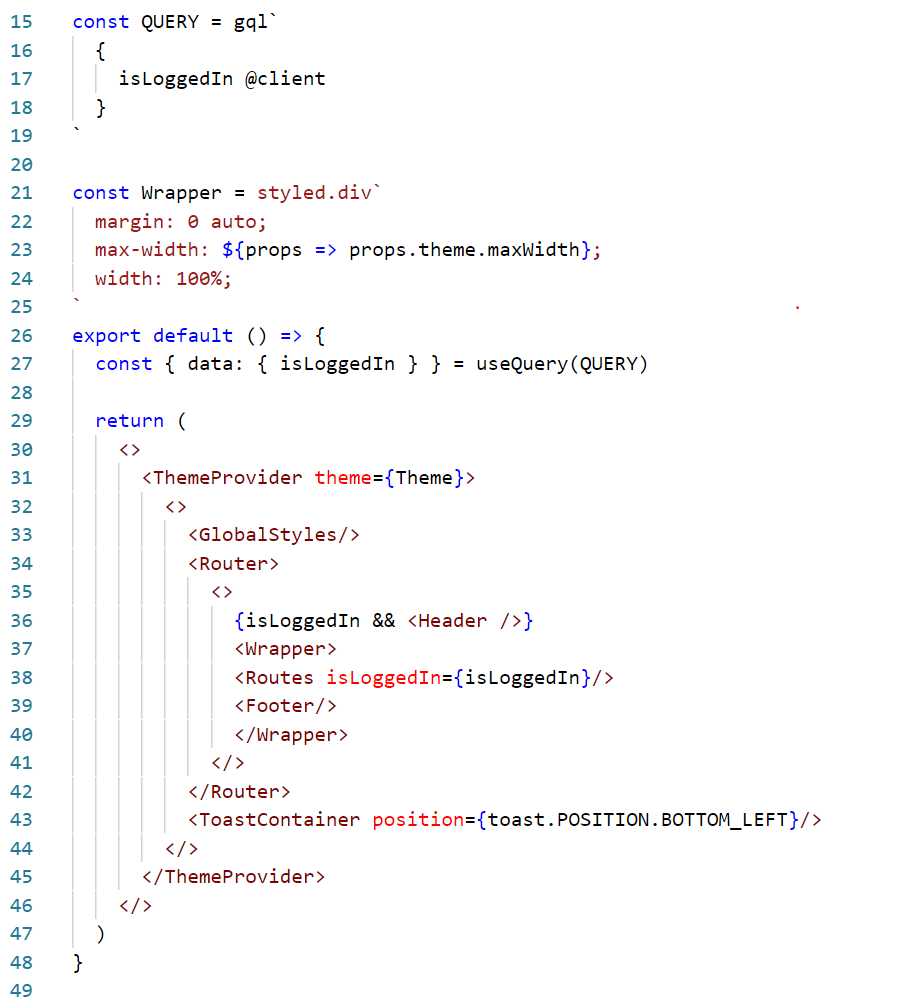 15 const QUERY = gql`
16   {
17     isLoggedIn @client
18   }
19 `
20
21 const Wrapper = styled.div`
22   margin: 0 auto;
23   max-width: ${props => props.theme.maxWidth};
24   width: 100%;
25 `
26 export default () => {
27   const { data: { isLoggedIn } } = useQuery(QUERY)
28
29   return (
30     <>
31       <ThemeProvider theme={Theme}>
32         <>
33           <GlobalStyles/>
34           <Router>
35             <>
36               {isLoggedIn && <Header />}
37               <Wrapper>
38               <Routes isLoggedIn={isLoggedIn}/>
39               <Footer/>
40               </Wrapper>
41             </>
42           </Router>
43           <ToastContainer position={toast.POSITION.BOTTOM_LEFT}/>
44         </>
45       </ThemeProvider>
46     </>
47   )
48 }
49